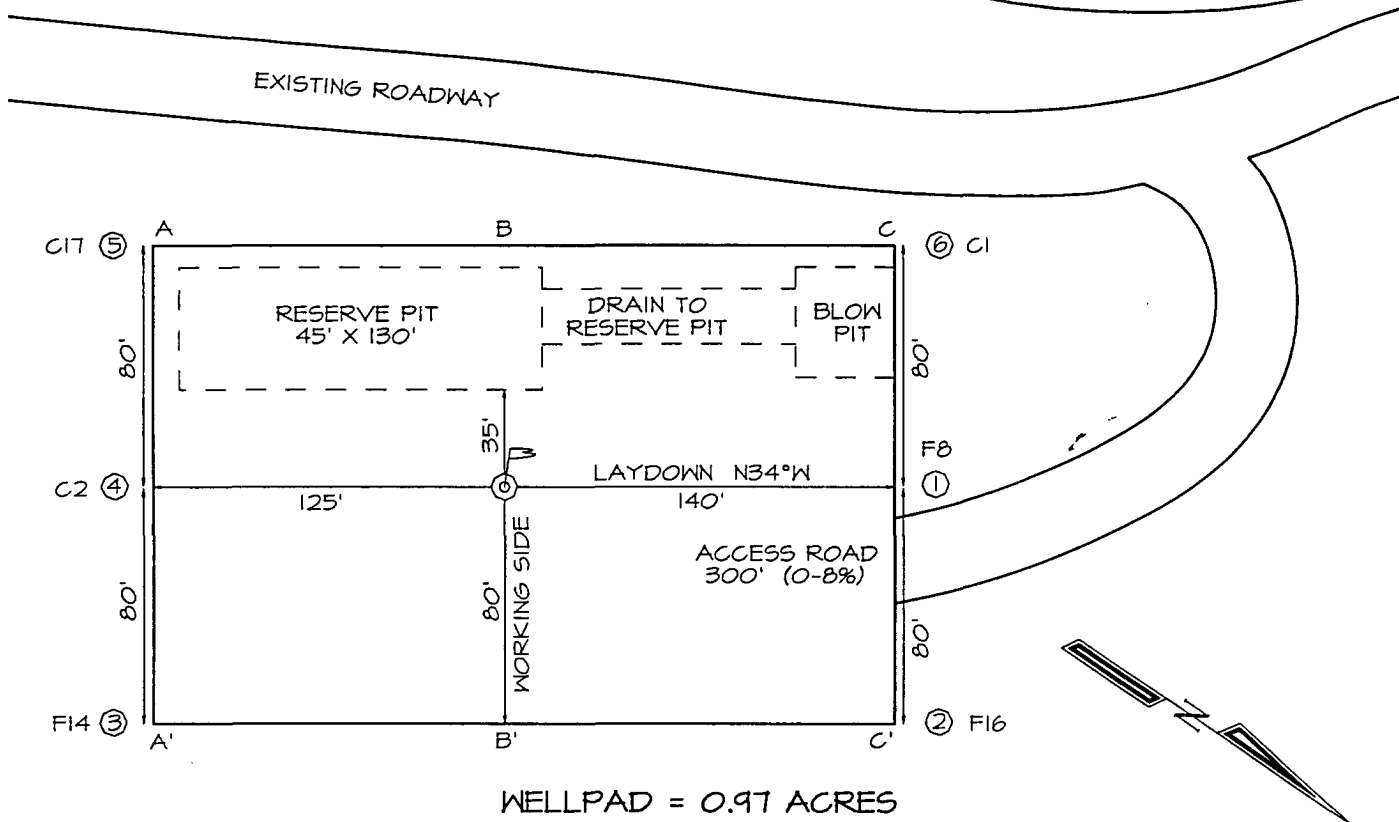 EXISTING ROADWAY
A B C
C17 5 6 C1
RESERVE PIT
45' X 130'
DRAIN TO
RESERVE PIT
BLOW
PIT
80'
80'
35'
F8
C2 4
LAYDOWN N34°W
1
125'
140'
ACCESS ROAD
300' (0-8%)
80'
80'
WORKING SIDE
80'
F14 3
2 F16
A' B' C'
N
WELLPAD = 0.97 ACRES